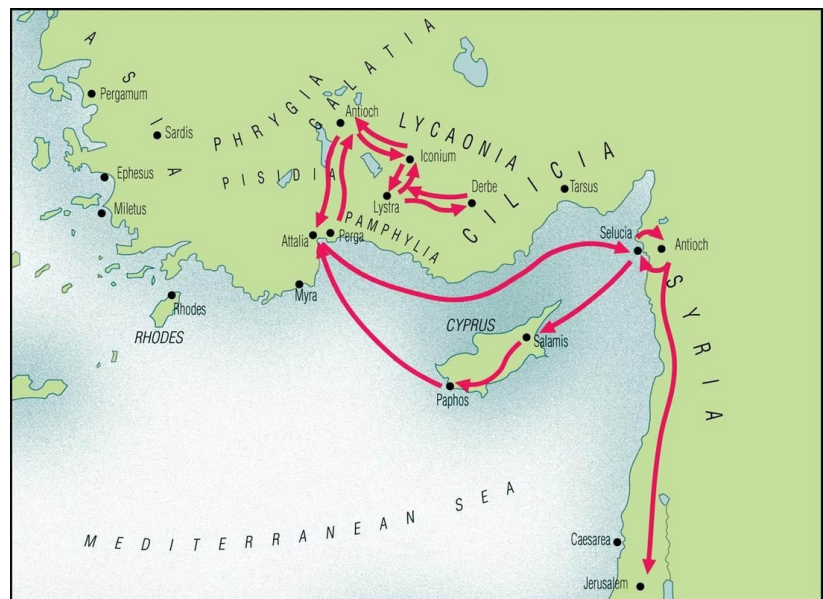 ASIA
Pergamum
Sardis
Ephesus
Miletus
PHRYGIA
GALATIA
PISIDIA
Antioch
LYCAONIA
Iconium
Lystra
Derbe
CILICIA
Tarsus
PAMPHYLIA
Attalia
Perga
Myra
Rhodes
RHODES
Selucia
Antioch
SYRIA
CYPRUS
Salamis
Paphos
MEDITERRANEAN SEA
Caesarea
Jerusalem